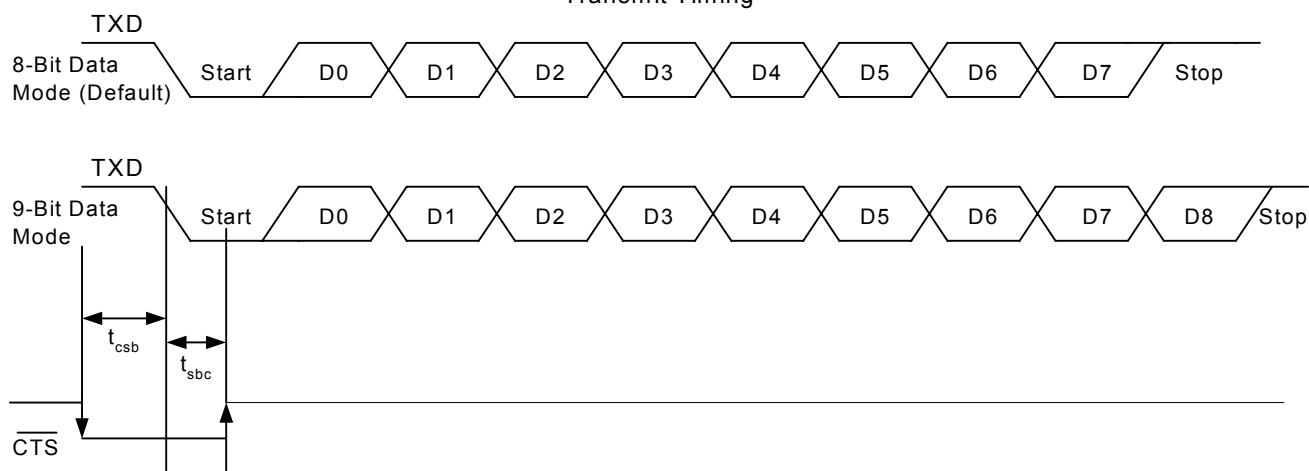 Transmit Timing
TXD
8-Bit Data
Mode (Default)
Start D0 D1 D2 D3 D4 D5 D6 D7 Stop
TXD
9-Bit Data
Mode
Start D0 D1 D2 D3 D4 D5 D6 D7 D8 Stop
tcsb
tsbc
CTS